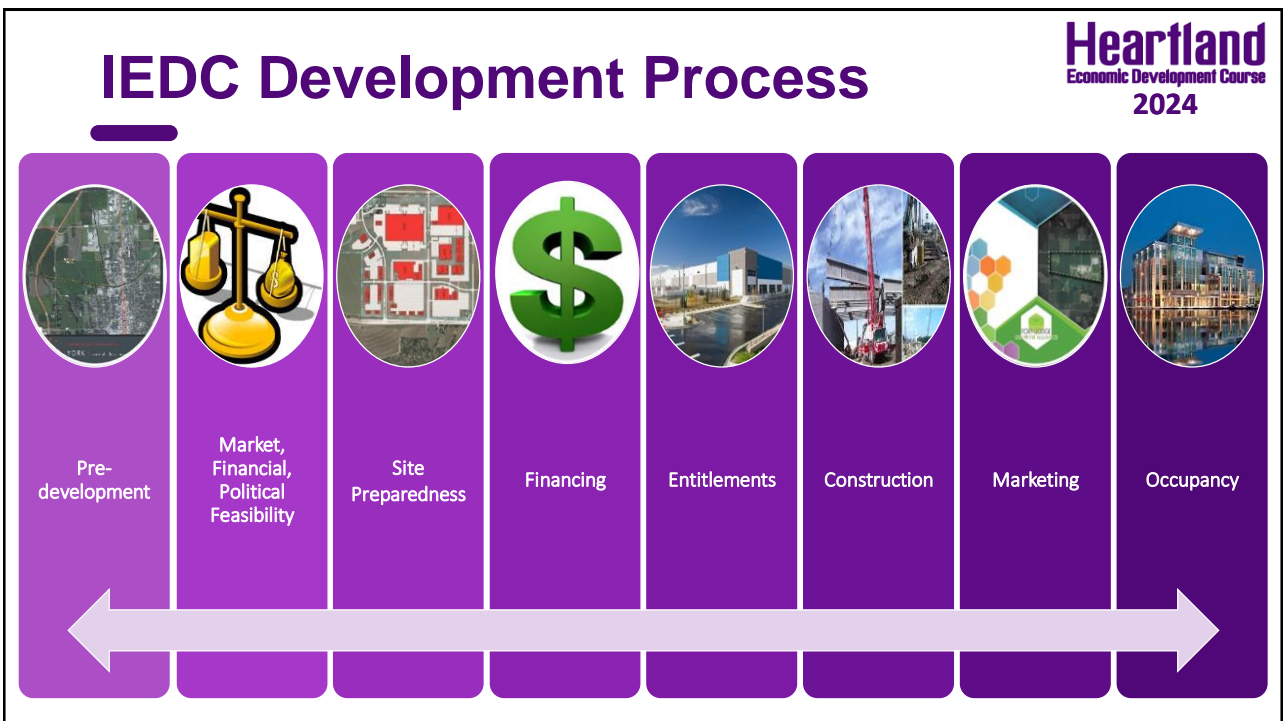 IEDC Development Process
Heartland
Economic Development Course
2024
Pre-
development
Market,
Financial,
Political
Feasibility
Site
Preparedness
Financing
Entitlements
Construction
Marketing
Occupancy
YORK